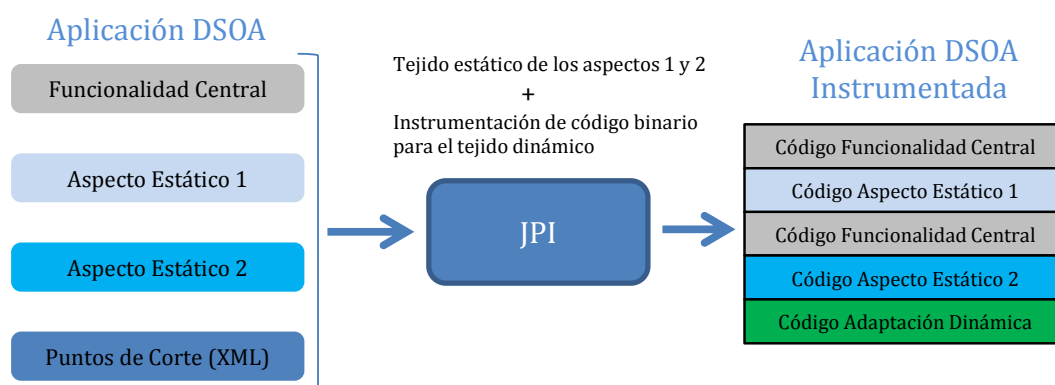 Aplicación DSOA
Funcionalidad Central
Aspecto Estático 1
Aspecto Estático 2
Puntos de Corte (XML)
Tejido estático de los aspectos 1 y 2
+
Instrumentación de código binario
para el tejido dinámico
JPI
Aplicación DSOA
Instrumentada
Código Funcionalidad Central
Código Aspecto Estático 1
Código Funcionalidad Central
Código Aspecto Estático 2
Código Adaptación Dinámica